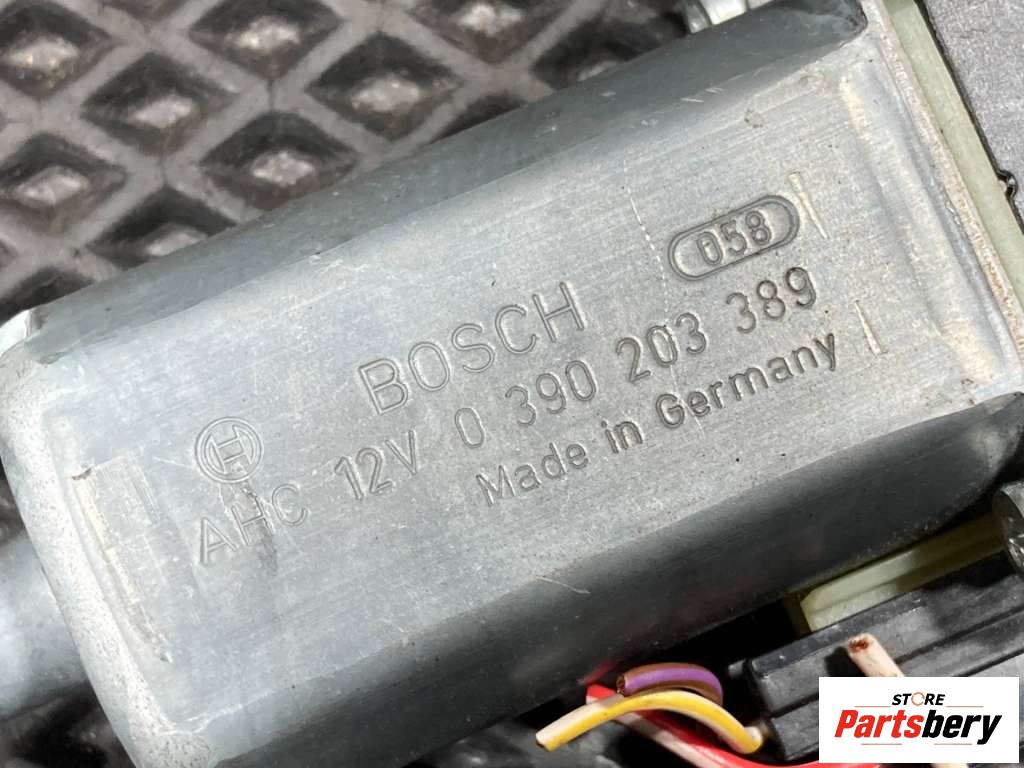 058
BOSCH
AHC 12V 0 390 203 389
Made in Germany
STORE
Partsbery